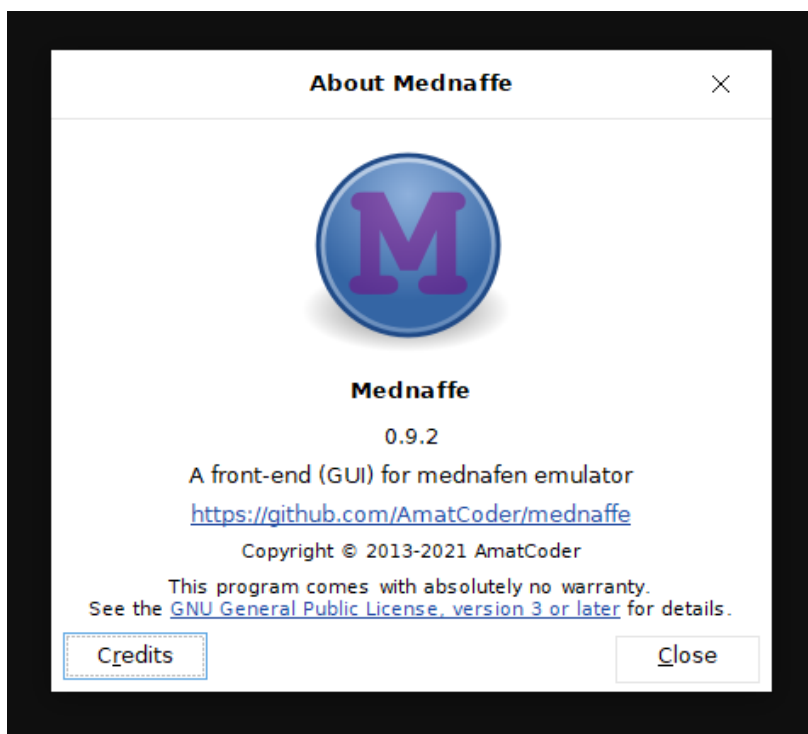 About Mednaffe
M
Mednaffe
0.9.2
A front-end (GUI) for mednafen emulator
https://github.com/AmatCoder/mednaffe
Copyright © 2013-2021 AmatCoder
This program comes with absolutely no warranty.
See the GNU General Public License, version 3 or later for details.
Credits
Close